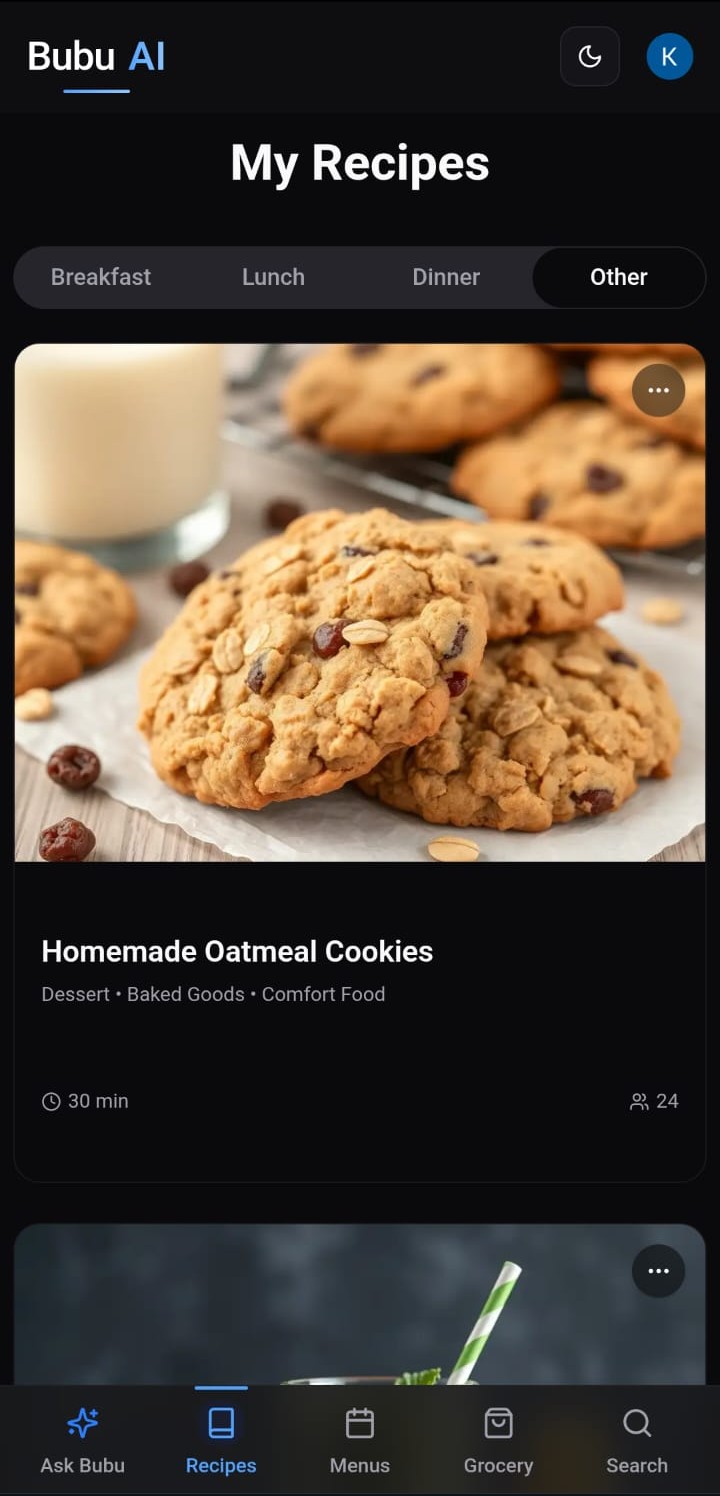 Bubu AI
K
My Recipes
Breakfast Lunch Dinner Other
Homemade Oatmeal Cookies
Dessert • Baked Goods • Comfort Food
30 min 24
Ask Bubu Recipes Menus Grocery Search